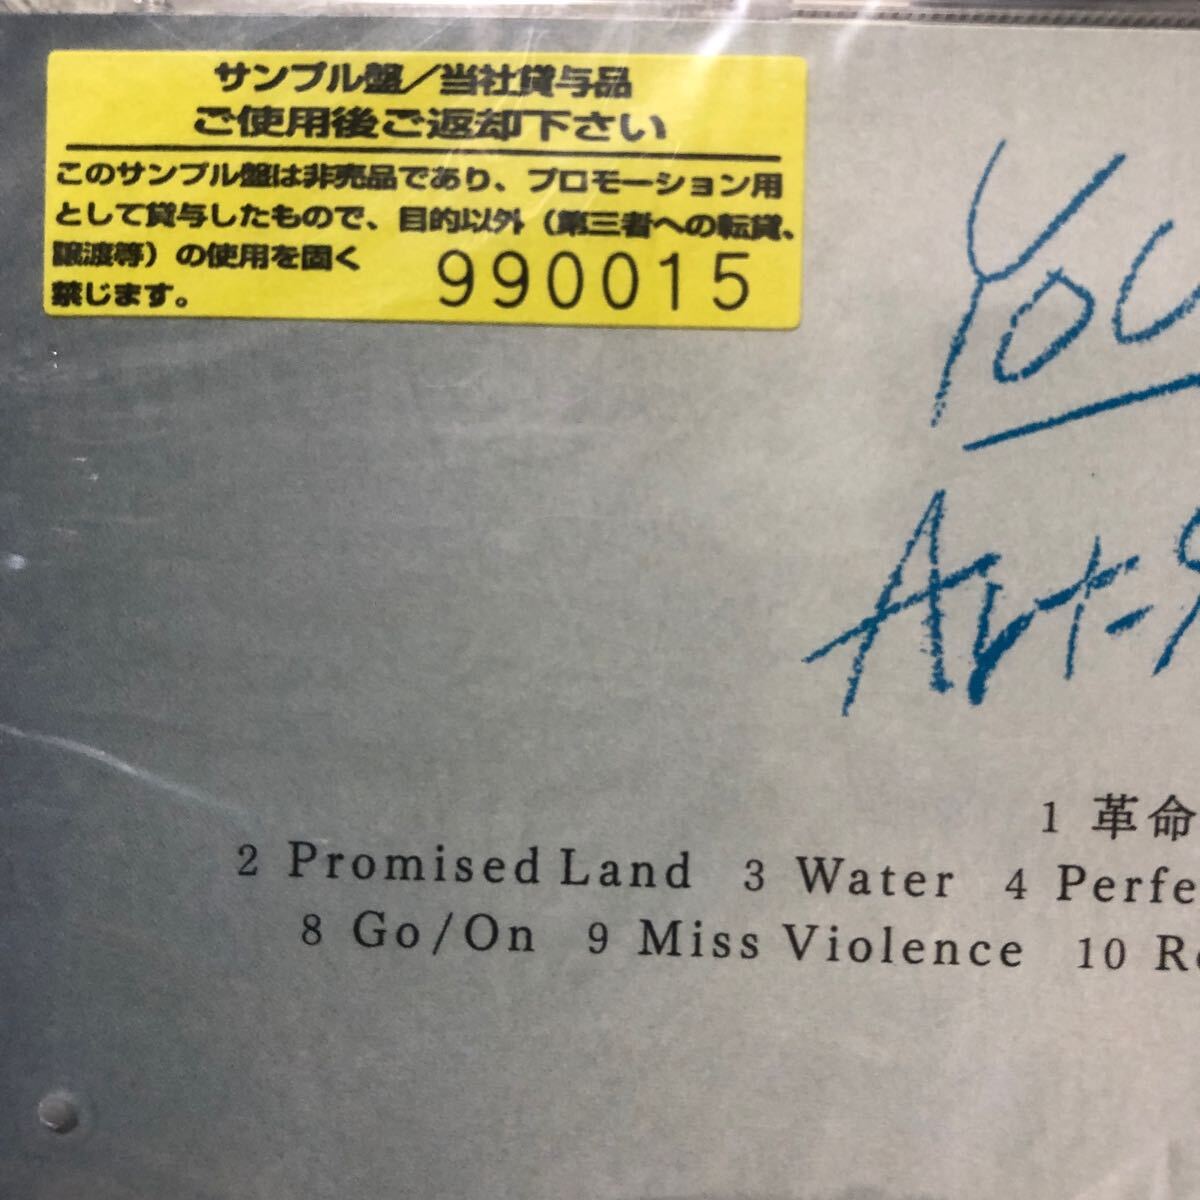 サンプル盤／当社貸与品
ご使用後ご返却下さい
このサンプル盤は非売品であり、プロモーション用
として貸与したもので、目的以外（第三者への転貸、
譲渡等）の使用を固く
禁じます。
990015
You
Art-S
1 革命
2 Promised Land 3 Water 4 Perfe
8 Go/On 9 Miss Violence 10 Re